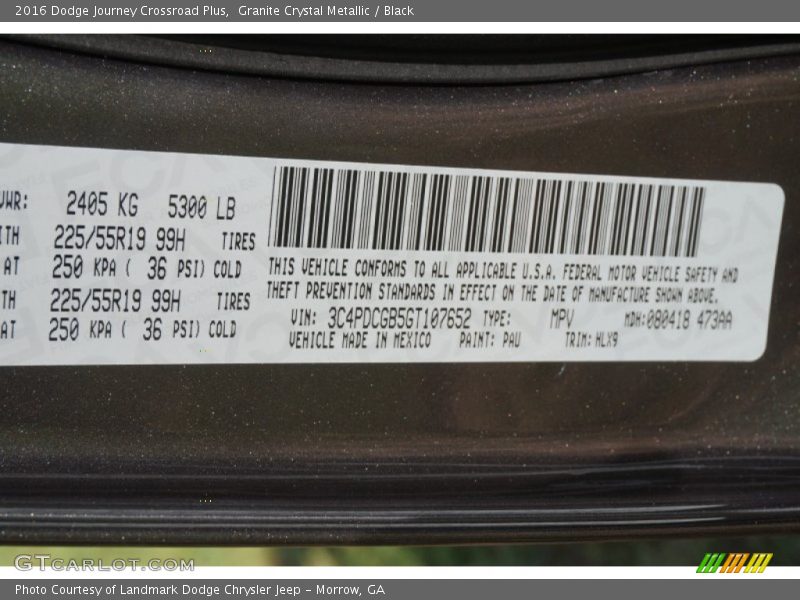 2016 Dodge Journey Crossroad Plus,  Granite Crystal Metallic / Black
2405 KG 5300 LB
225/55R19 99H TIRES
AT 250 KPA ( 36 PSI) COLD
225/55R19 99H TIRES
AT 250 KPA ( 36 PSI) COLD
THIS VEHICLE CONFORMS TO ALL APPLICABLE U.S.A. FEDERAL MOTOR VEHICLE SAFETY AND
THEFT PREVENTION STANDARDS IN EFFECT ON THE DATE OF MANUFACTURE SHOWN ABOVE.
VIN: 3C4PDCGB5GT107652 TYPE: MPV MDH:080418 473AA
VEHICLE MADE IN MEXICO PAINT: PAU TRIM: HLX9
GTCARLOT.COM
Photo Courtesy of Landmark Dodge Chrysler Jeep – Morrow, GA